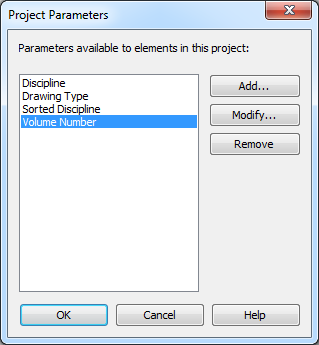 Project Parameters
Parameters available to elements in this project:
Discipline
Drawing Type
Sorted Discipline
Volume Number
Add...
Modify...
Remove
OK
Cancel
Help